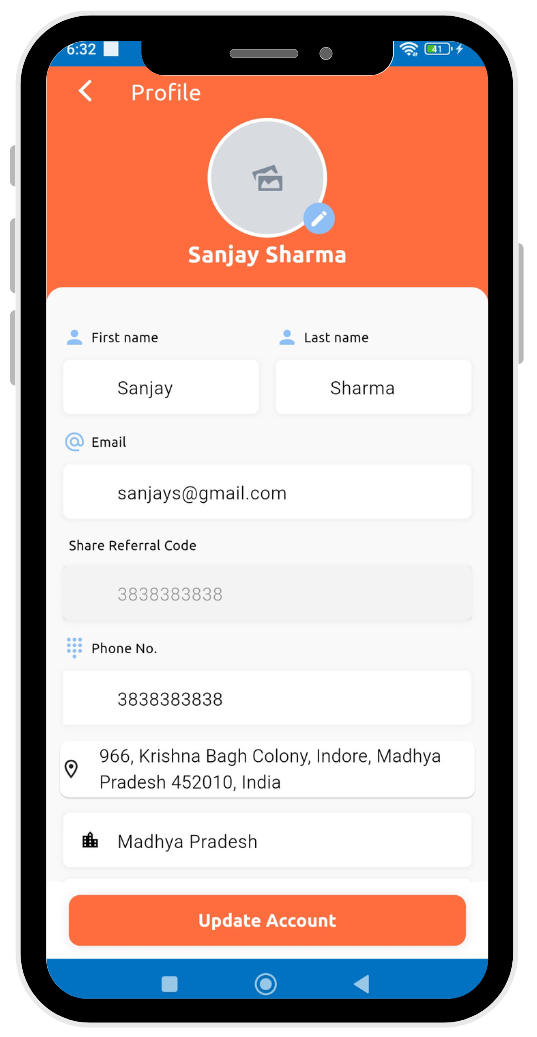 6:32
41
Profile
Sanjay Sharma
First name
Last name
Sanjay
Sharma
Email
sanjays@gmail.com
Share Referral Code
3838383838
Phone No.
3838383838
966, Krishna Bagh Colony, Indore, Madhya
Pradesh 452010, India
Madhya Pradesh
Update Account